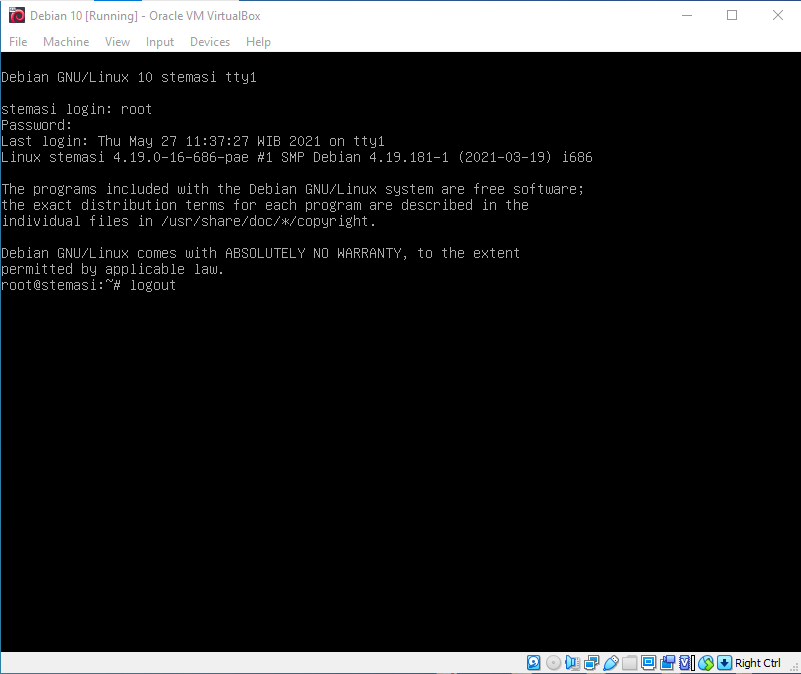 Debian 10 [Running] - Oracle VM VirtualBox
File Machine View Input Devices Help
Debian GNU/Linux 10 stemasi tty1
stemasi login: root
Password:
Last login: Thu May 27 11:37:27 WIB 2021 on tty1
Linux stemasi 4.19.0-16-686-pae #1 SMP Debian 4.19.181-1 (2021-03-19) i686
The programs included with the Debian GNU/Linux system are free software;
the exact distribution terms for each program are described in the
individual files in /usr/share/doc/*/copyright.
Debian GNU/Linux comes with ABSOLUTELY NO WARRANTY, to the extent
permitted by applicable law.
root@stemasi:~# logout
Right Ctrl